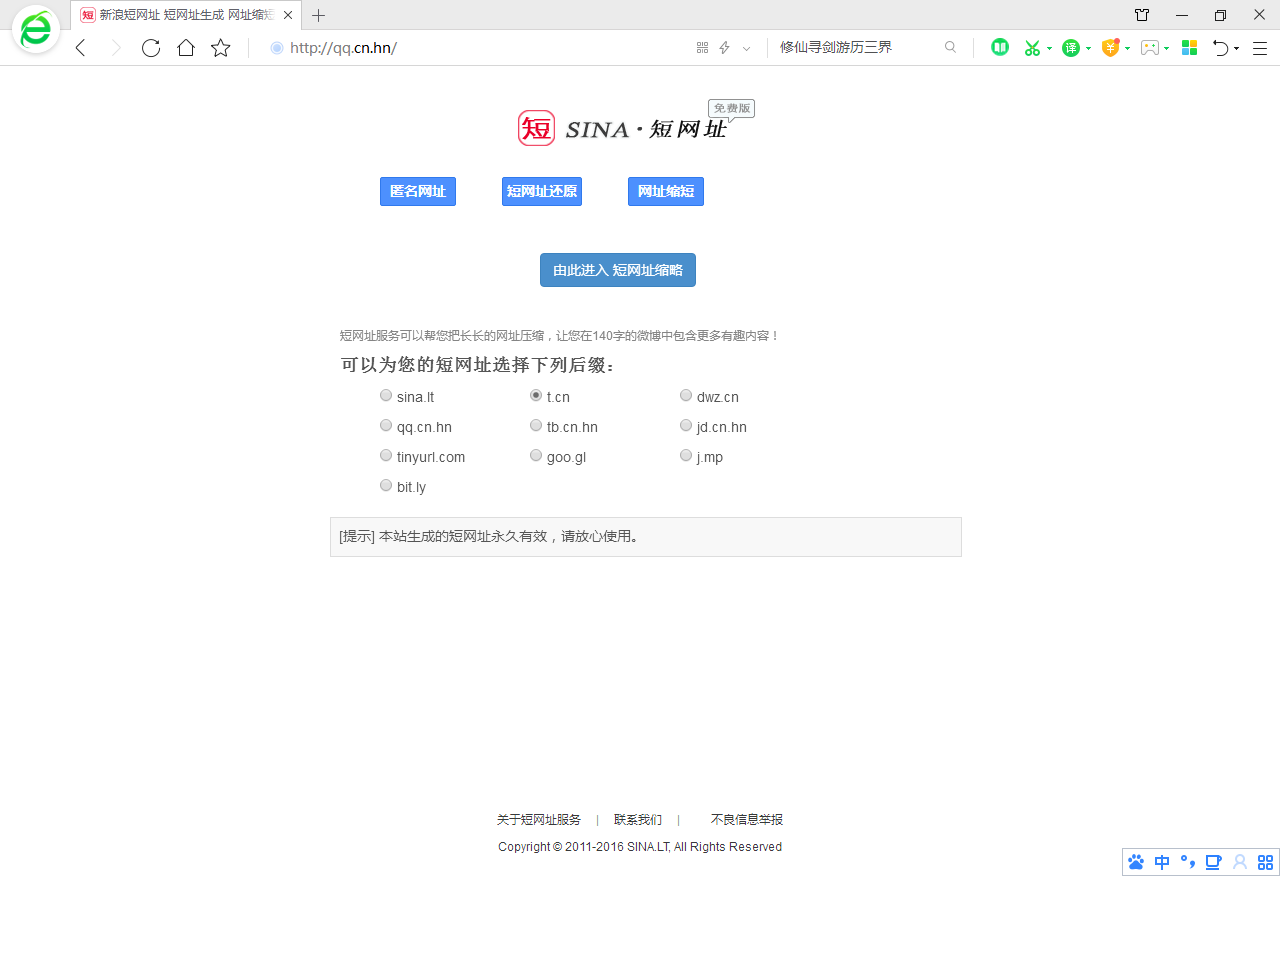 新浪短网址 短网址生成 网址缩短
http://qq.cn.hn/
修仙寻剑游历三界
译
短 SINA·短网址
免费版
匿名网址 短网址还原 网址缩短
由此进入 短网址缩略
短网址服务可以帮您把长长的网址压缩，让您在140字的微博中包含更多有趣内容！
可以为您的短网址选择下列后缀：
sina.lt t.cn dwz.cn
qq.cn.hn tb.cn.hn jd.cn.hn
tinyurl.com goo.gl j.mp
bit.ly
[提示] 本站生成的短网址永久有效，请放心使用。
关于短网址服务 | 联系我们 | 不良信息举报
Copyright © 2011-2016 SINA.LT, All Rights Reserved
中